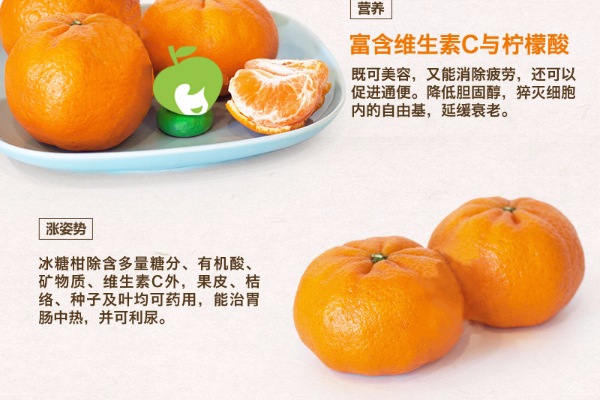 营养
富含维生素C与柠檬酸
既可美容，又能消除疲劳，还可以
促进通便。降低胆固醇，猝灭细胞
内的自由基，延缓衰老。
涨姿势
冰糖柑除含多量糖分、有机酸、
矿物质、维生素C外，果皮、桔
络、种子及叶均可药用，能治胃
肠中热，并可利尿。